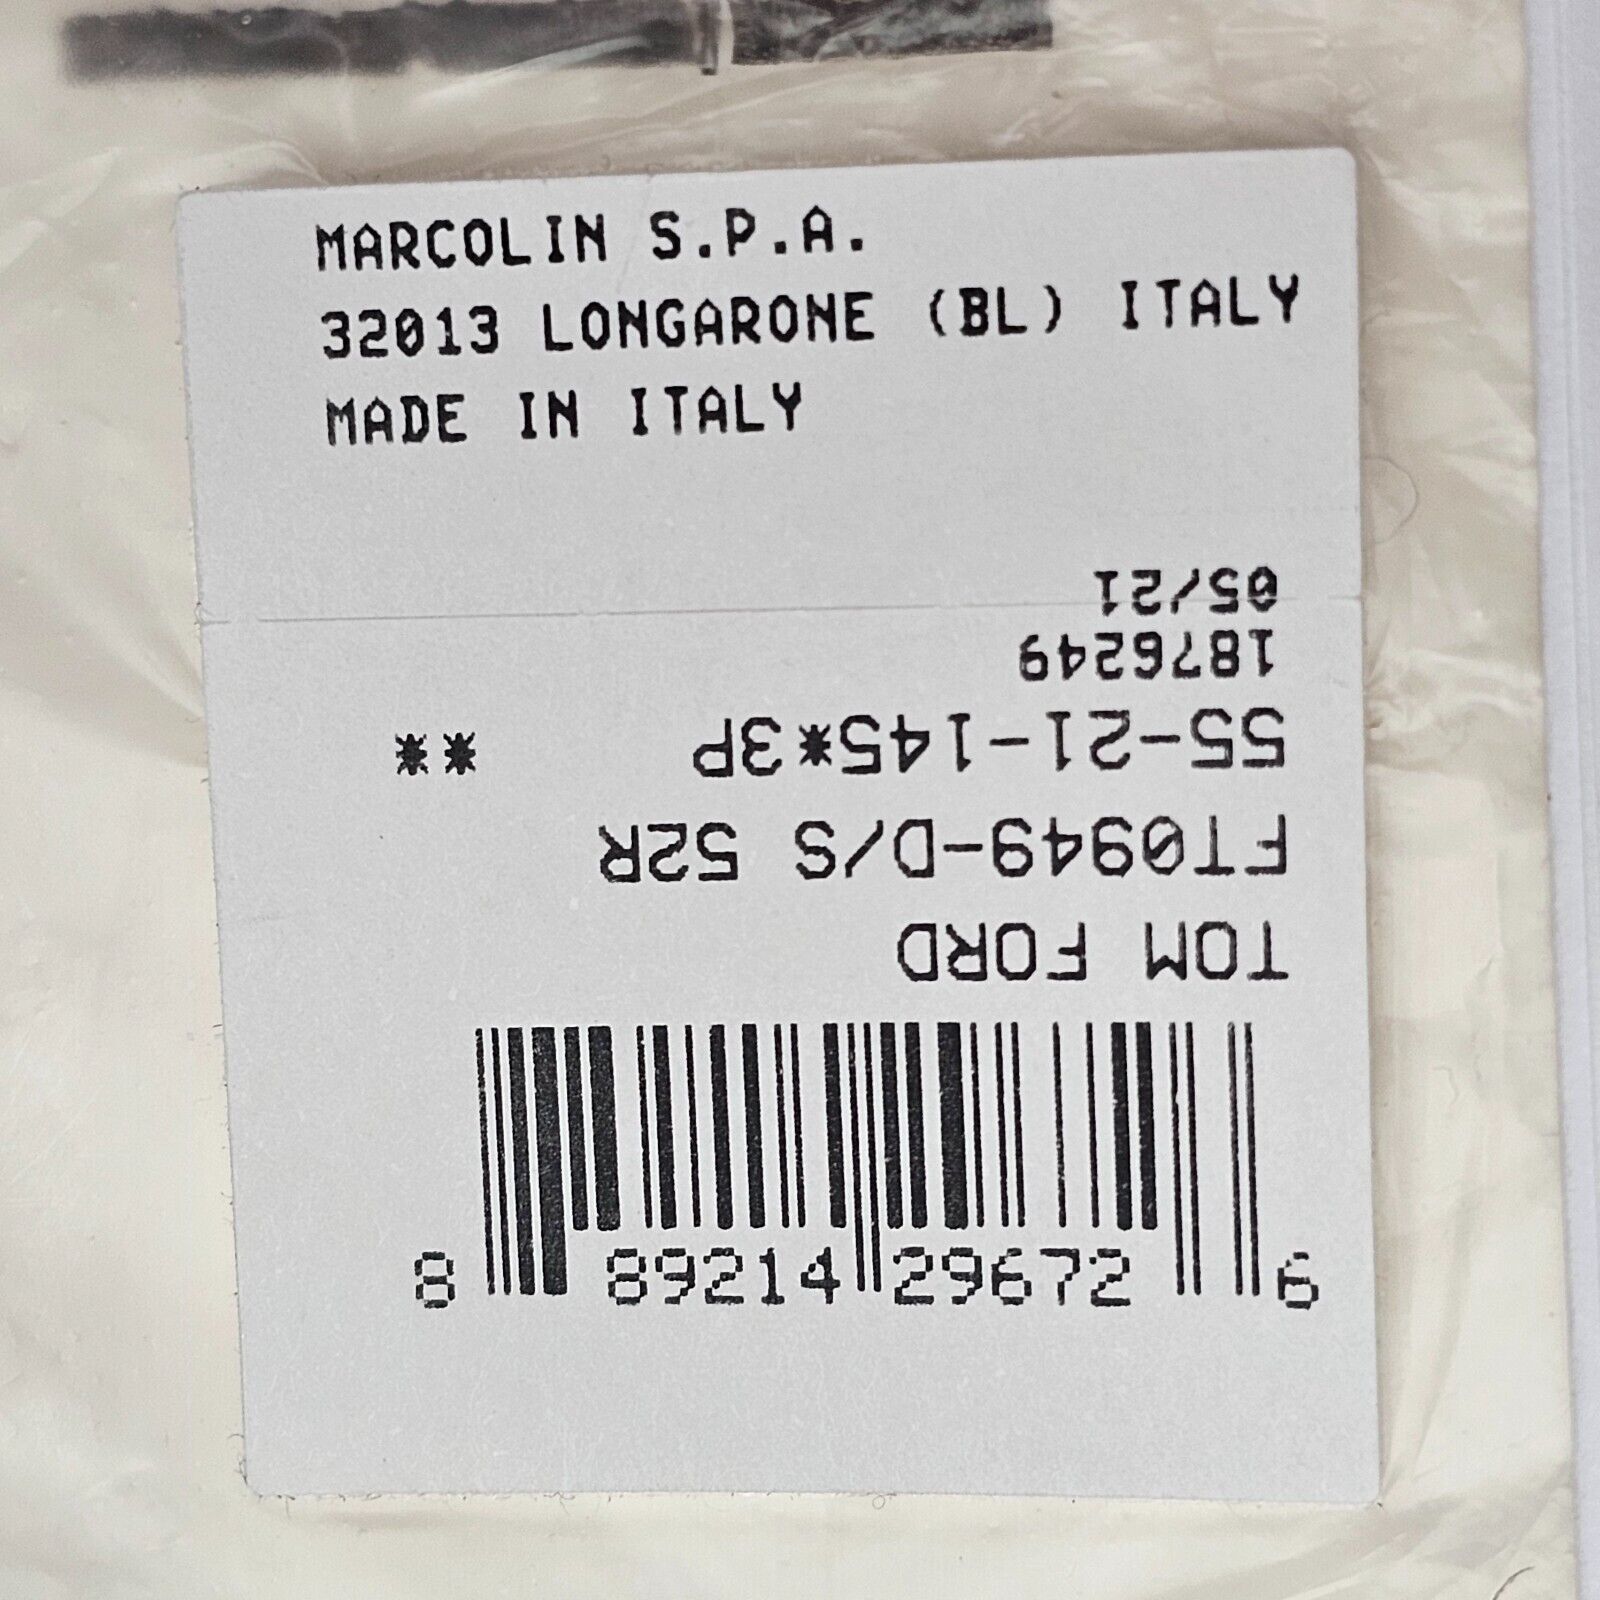 MARCOLIN S.P.A.
32013 LONGARONE (BL) ITALY
MADE IN ITALY
8 89214 29672 6
TOM FORD
FT0949-D/S 52R
55-21-145*3P **
1876249
05/21